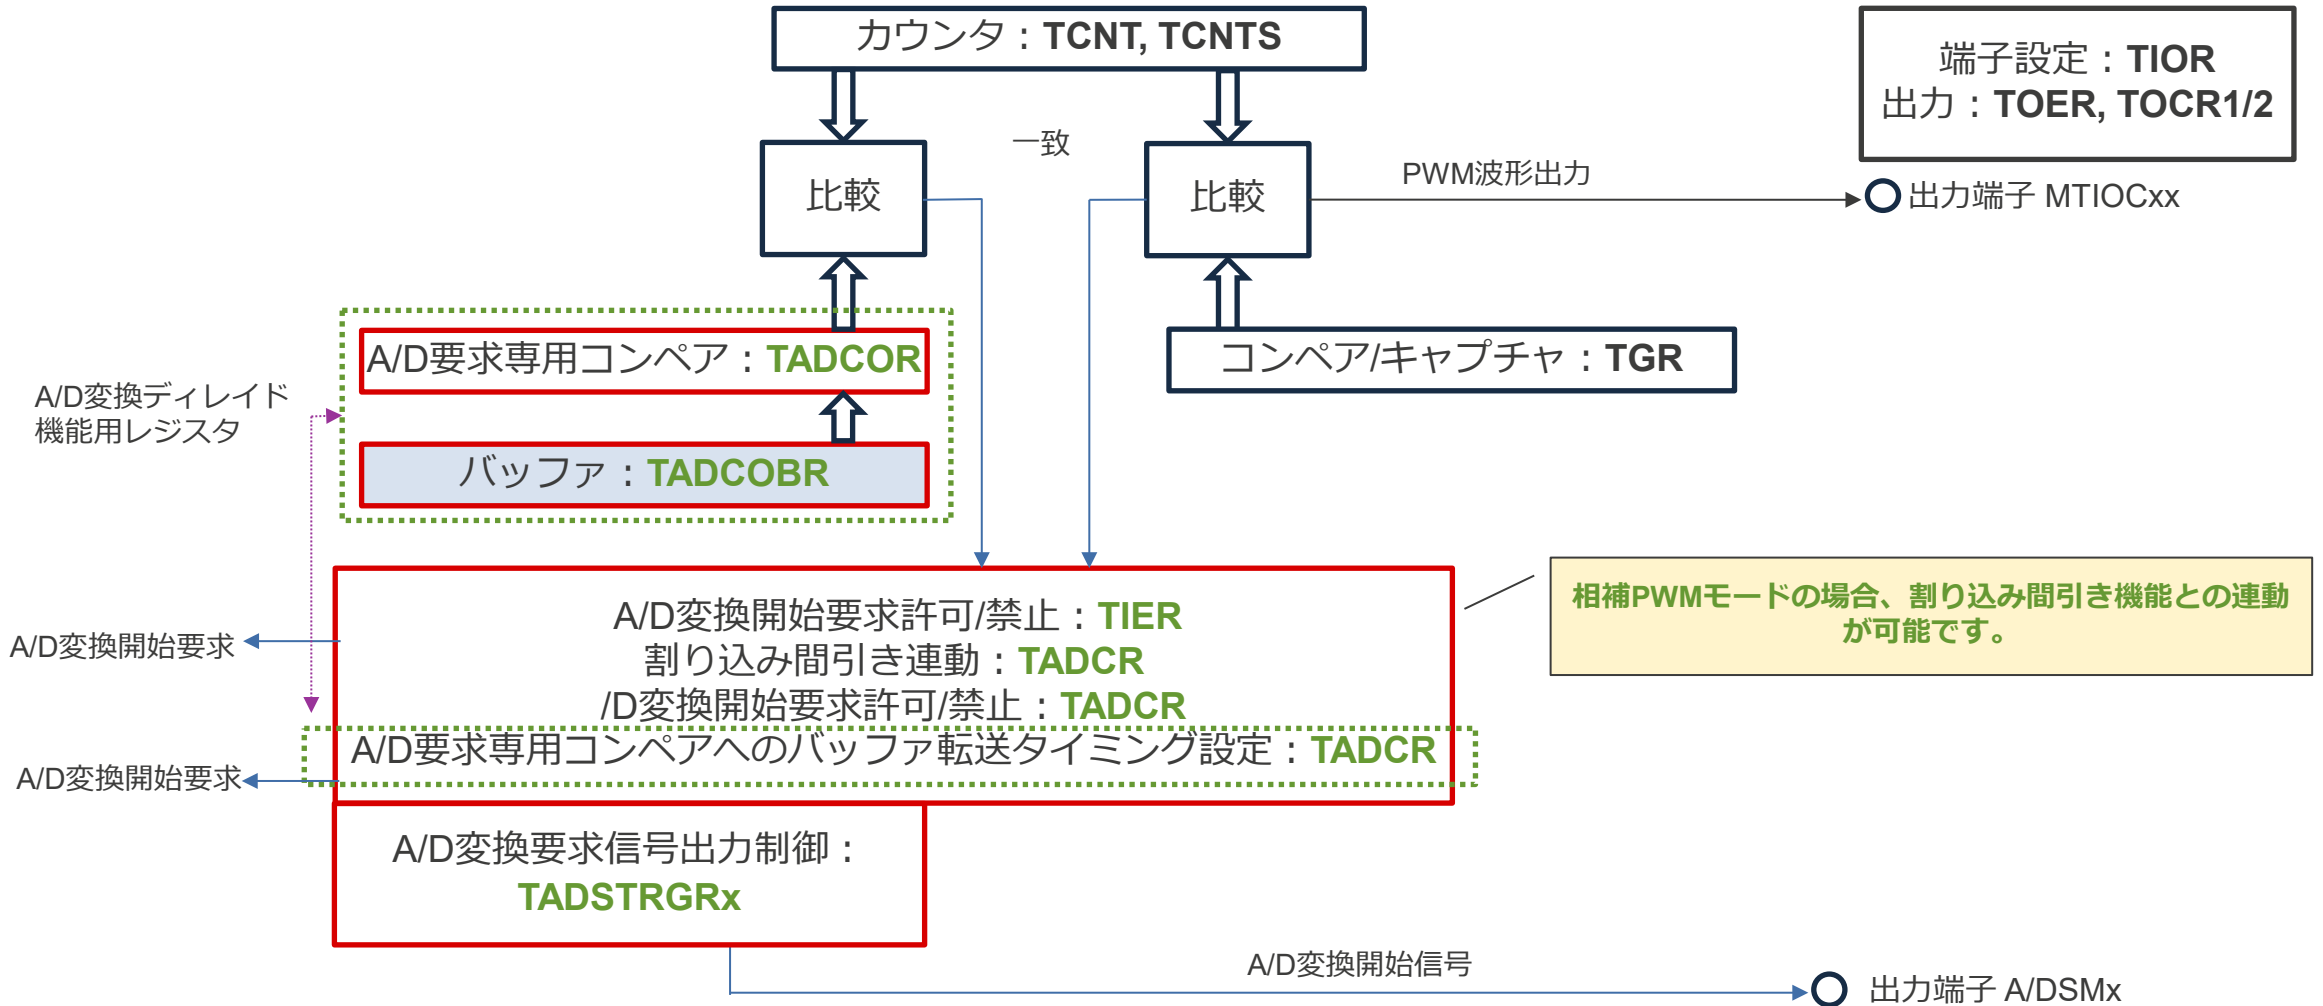 カウンタ：TCNT, TCNTS
端子設定：TIOR
出力：TOER, TOCR1/2
一致
比較
比較
PWM波形出力
出力端子 MTIOCxx
A/D要求専用コンペア：TADCOR
コンペア/キャプチャ：TGR
A/D変換ディレイド
機能用レジスタ
バッファ：TADCOBR
A/D変換開始要求許可/禁止：TIER
割り込み間引き連動：TADCR
/D変換開始要求許可/禁止：TADCR
A/D要求専用コンペアへのバッファ転送タイミング設定：TADCR
相補PWMモードの場合、割り込み間引き機能との連動
が可能です。
A/D変換開始要求
A/D変換開始要求
A/D変換要求信号出力制御：
TADSTRGRx
A/D変換開始信号
出力端子 A/DSMx